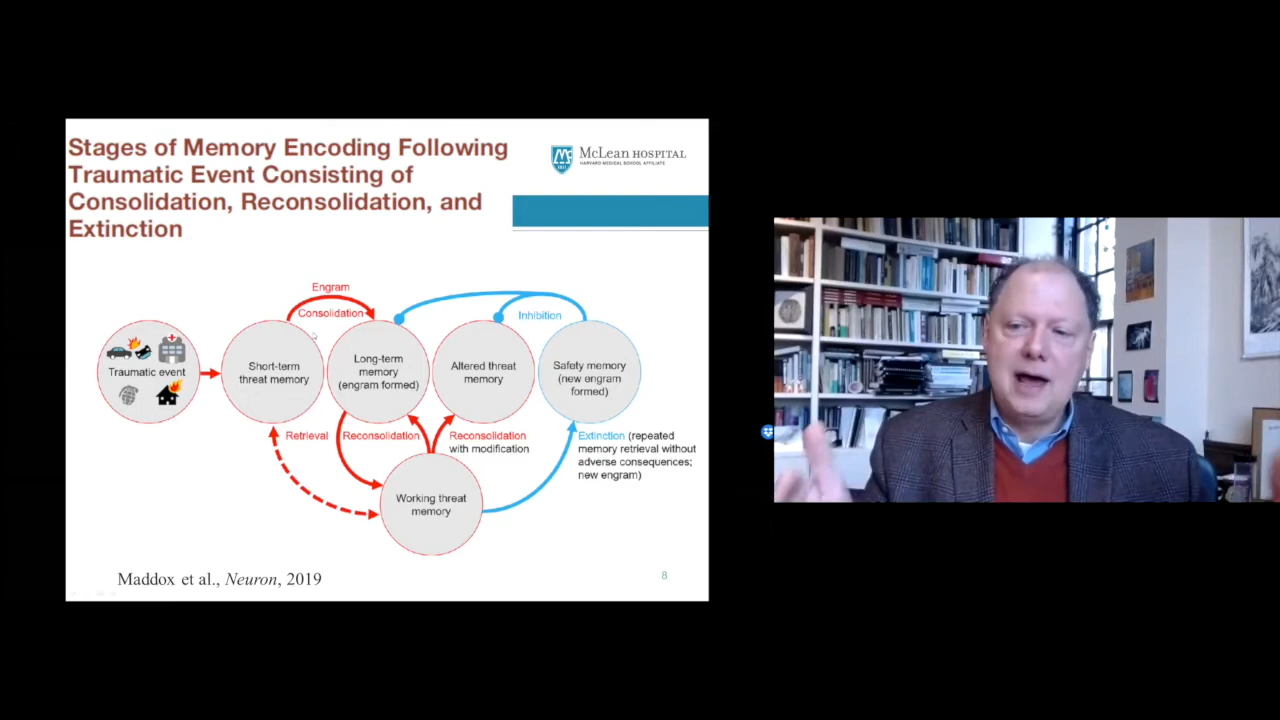 Stages of Memory Encoding Following
Traumatic Event Consisting of
Consolidation, Reconsolidation, and
Extinction
McLEAN HOSPITAL
HARVARD MEDICAL SCHOOL AFFILIATE
Engram
Consolidation
Inhibition
Traumatic event
Short-term
threat memory
Long-term
memory
(engram formed)
Altered threat
memory
Safety memory
(new engram
formed)
Retrieval
Reconsolidation
Reconsolidation
with modification
Extinction (repeated
memory retrieval without
adverse consequences;
new engram)
Working threat
memory
Maddox et al., Neuron, 2019
8